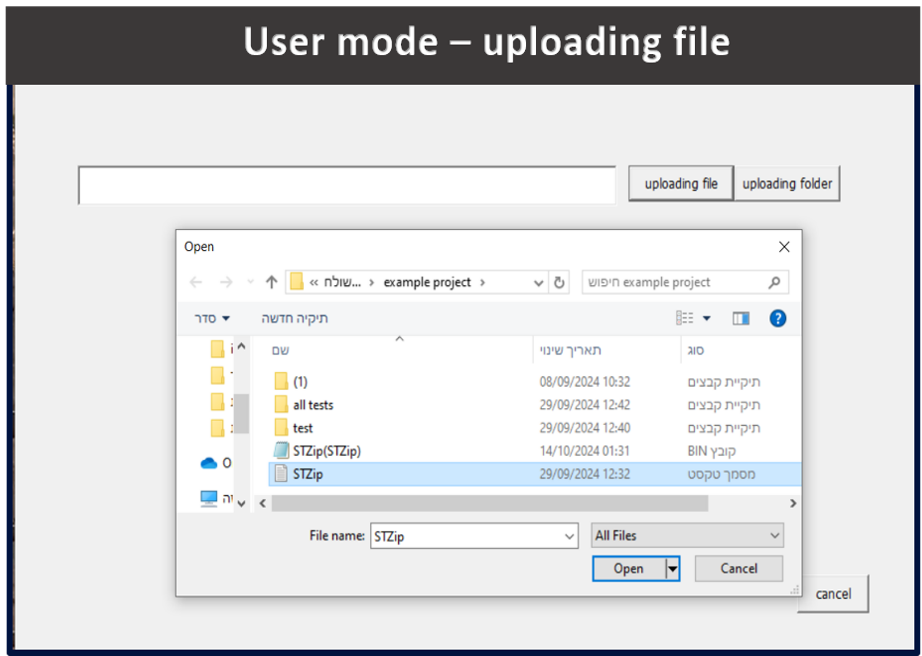 User mode – uploading file
uploading file
uploading folder
Open
« שולח... › example project ›
חיפוש example project
סדר
תיקיה חדשה
שם תאריך שינוי סוג
(1) 08/09/2024 10:32 תיקיית קבצים
all tests 29/09/2024 12:42 תיקיית קבצים
test 29/09/2024 12:40 תיקיית קבצים
STZip(STZip) 14/10/2024 01:31 קובץ BIN
STZip 29/09/2024 12:32 מסמך טקסט
File name: STZip All Files
Open Cancel
cancel